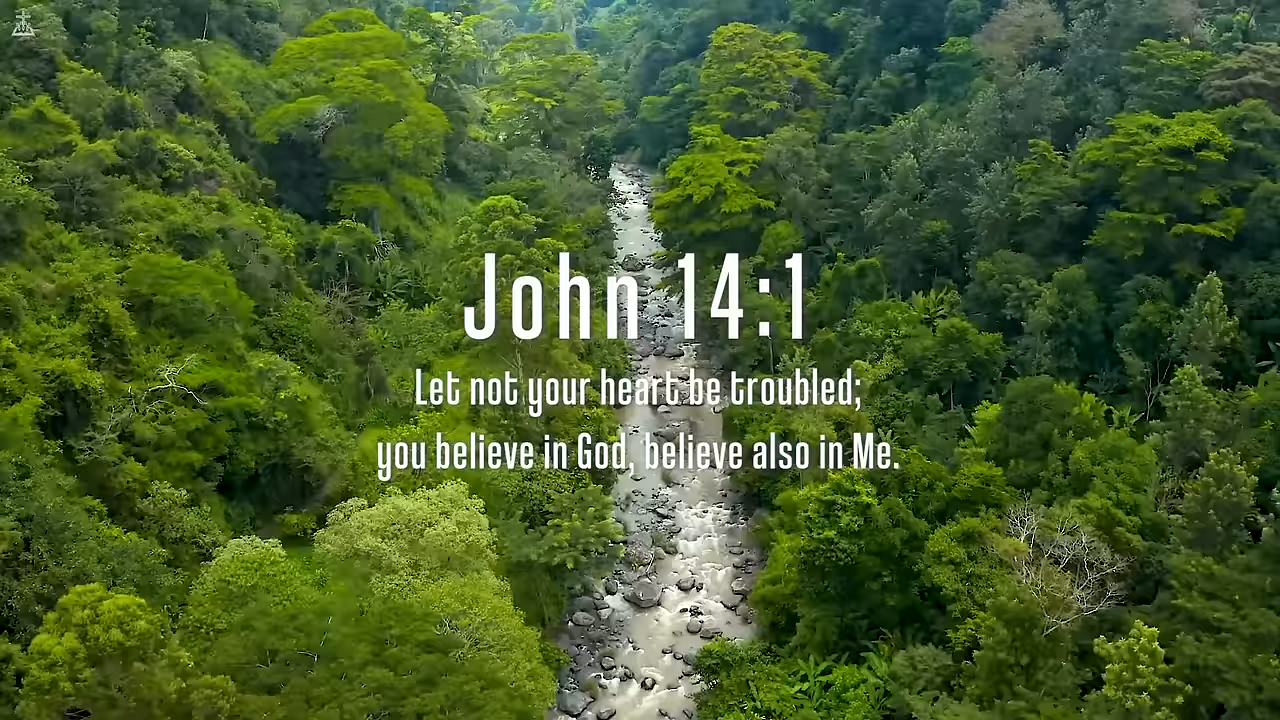 John 14:1
Let not your heart be troubled;
you believe in God, believe also in Me.